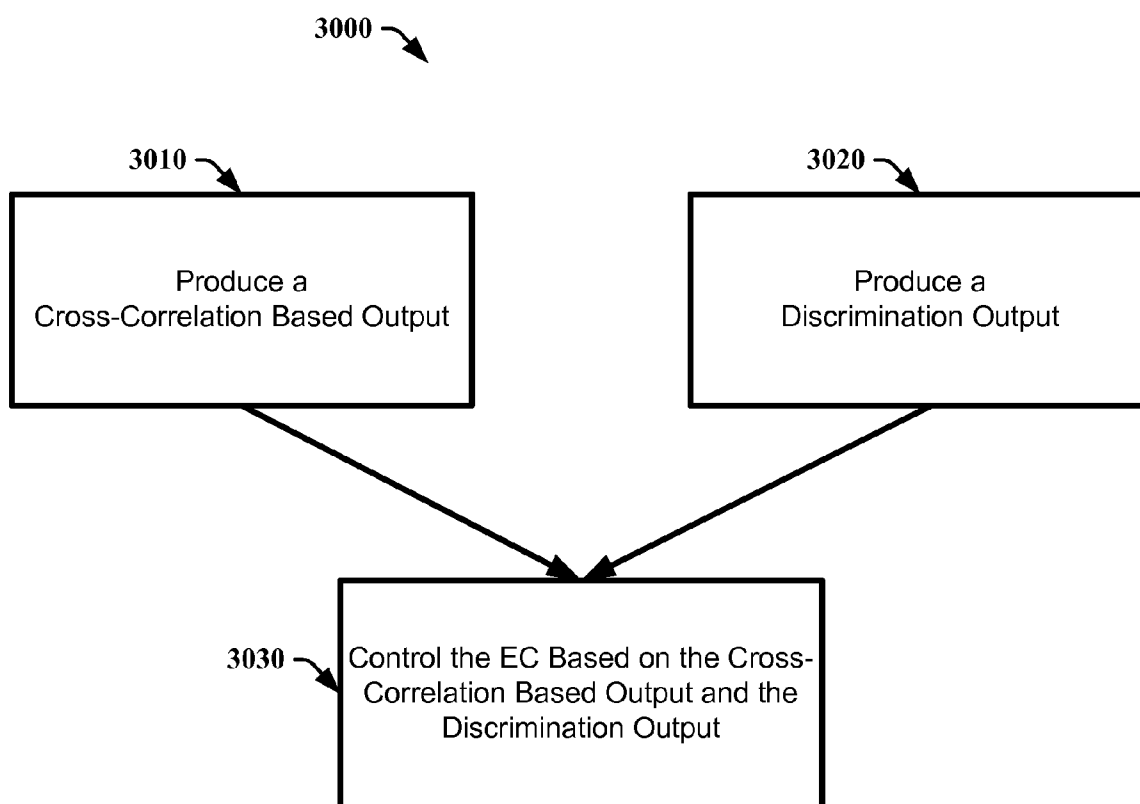 3000
3010
3020
Produce a
Cross-Correlation Based Output
Produce a
Discrimination Output
3030
Control the EC Based on the Cross-
Correlation Based Output and the
Discrimination Output